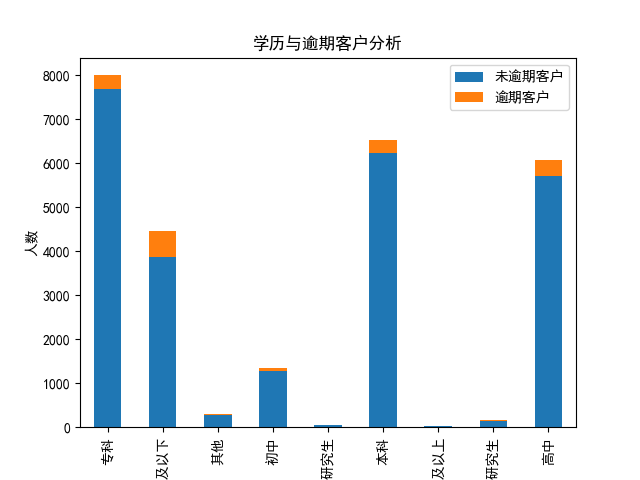 学历与逾期客户分析
未逾期客户
逾期客户
人数
8000
7000
6000
5000
4000
3000
2000
1000
0
专科
及以下
其他
初中
研究生
本科
及以上
研究生
高中